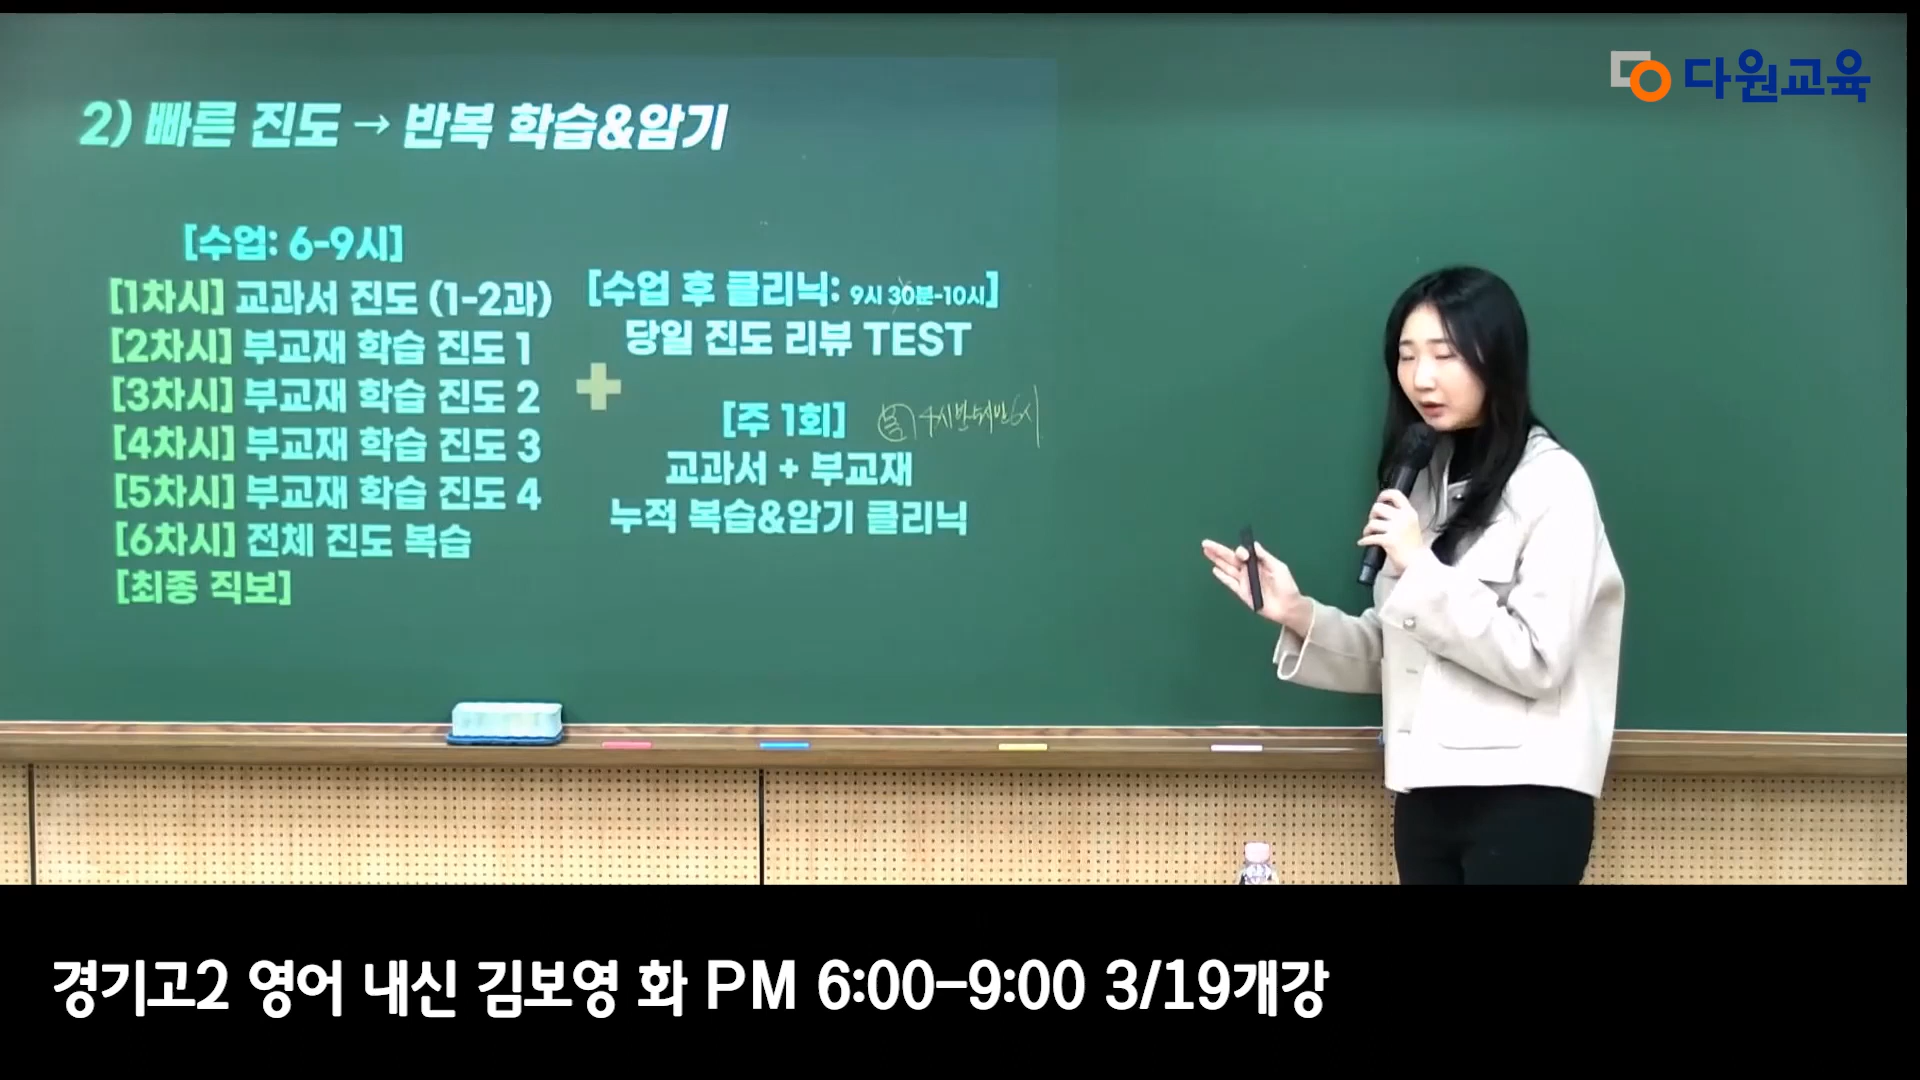 다원교육
2) 빠른 진도 → 반복 학습&암기
[수업: 6-9시]
[1차시] 교과서 진도 (1-2과)
[2차시] 부교재 학습 진도 1
[3차시] 부교재 학습 진도 2
[4차시] 부교재 학습 진도 3
[5차시] 부교재 학습 진도 4
[6차시] 전체 진도 복습
[최종 직보]
+
[수업 후 클리닉: 9시 30분-10시]
당일 진도 리뷰 TEST
[주 1회]
교과서 + 부교재
누적 복습&암기 클리닉
경기고2 영어 내신 김보영 화 PM 6:00-9:00 3/19개강